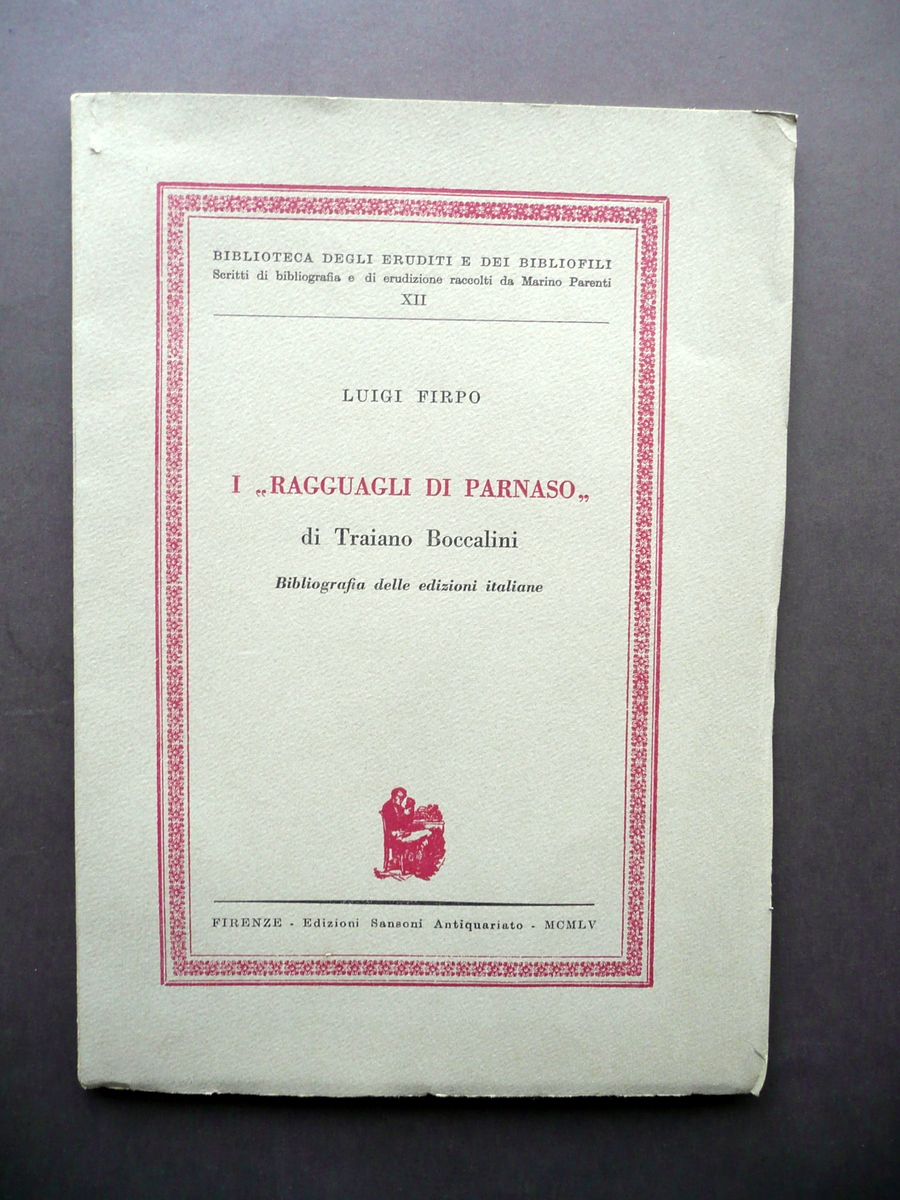 BIBLIOTECA DEGLI ERUDITI E DEI BIBLIOFILI
Scritti di bibliografia e di erudizione raccolti da Marino Parenti
XII
LUIGI FIRPO
I „RAGGUAGLI DI PARNASO„
di Traiano Boccalini
Bibliografia delle edizioni italiane
FIRENZE - Edizioni Sansoni Antiquariato - MCMLV